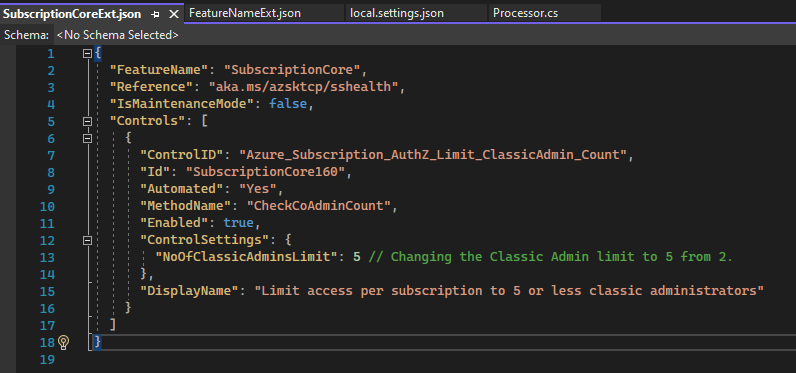 SubscriptionCoreExt.json FeatureNameExt.json local.settings.json Processor.cs
Schema: <No Schema Selected>
1 {
2 "FeatureName": "SubscriptionCore",
3 "Reference": "aka.ms/azsktcp/sshealth",
4 "IsMaintenanceMode": false,
5 "Controls": [
6 {
7 "ControlID": "Azure_Subscription_AuthZ_Limit_ClassicAdmin_Count",
8 "Id": "SubscriptionCore160",
9 "Automated": "Yes",
10 "MethodName": "CheckCoAdminCount",
11 "Enabled": true,
12 "ControlSettings": {
13 "NoOfClassicAdminsLimit": 5 // Changing the Classic Admin limit to 5 from 2.
14 },
15 "DisplayName": "Limit access per subscription to 5 or less classic administrators"
16 }
17 ]
18 }
19